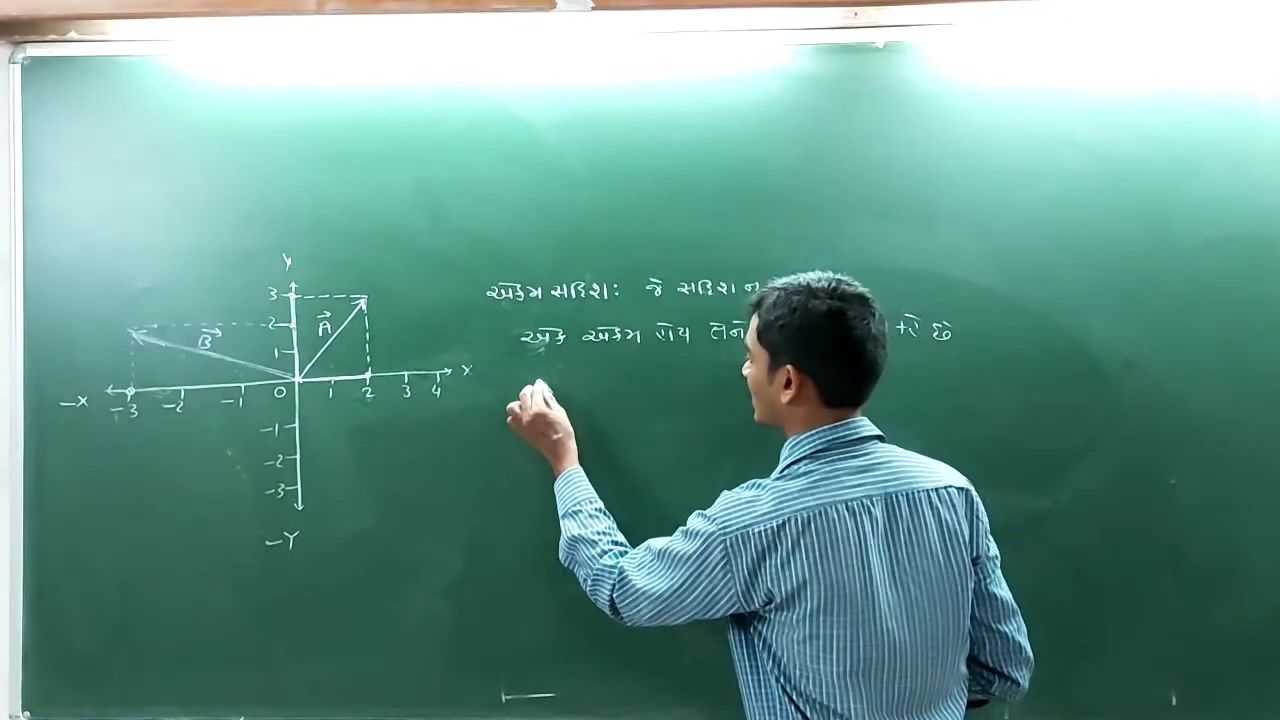 y
3
2
1
A
B
-X
-3 -2 -1 0 1 2 3 4
x
-1
-2
-3
-Y
એકમ સદિશ: જે સદિશ ન
એક એકમ હોય તેને છે